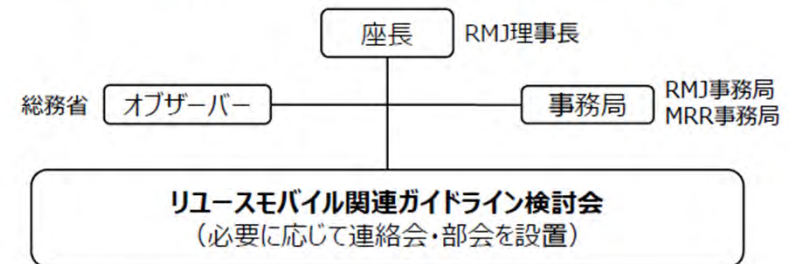 座長 RMJ理事長
総務省 オブザーバー 事務局 RMJ事務局
MRR事務局
リユースモバイル関連ガイドライン検討会
（必要に応じて連絡会・部会を設置）